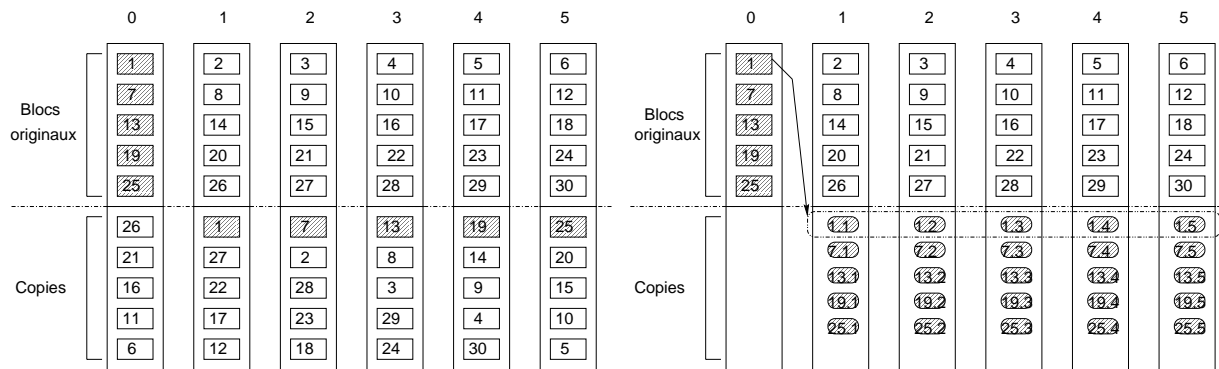 0 1 2 3 4 5
1 2 3 4 5 6
Blocs
originaux
7 8 9 10 11 12
13 14 15 16 17 18
19 20 21 22 23 24
25 26 27 28 29 30
Copies
26 1 7 13 19 25
21 27 2 8 14 20
16 22 28 3 9 15
11 17 23 29 4 10
6 12 18 24 30 5
0 1 2 3 4 5
1 2 3 4 5 6
Blocs
originaux
7 8 9 10 11 12
13 14 15 16 17 18
19 20 21 22 23 24
25 26 27 28 29 30
Copies
1.1 1.2 1.3 1.4 1.5
7.1 7.2 7.3 7.4 7.5
13.1 13.2 13.3 13.4 13.5
19.1 19.2 19.3 19.4 19.5
25.1 25.2 25.3 25.4 25.5